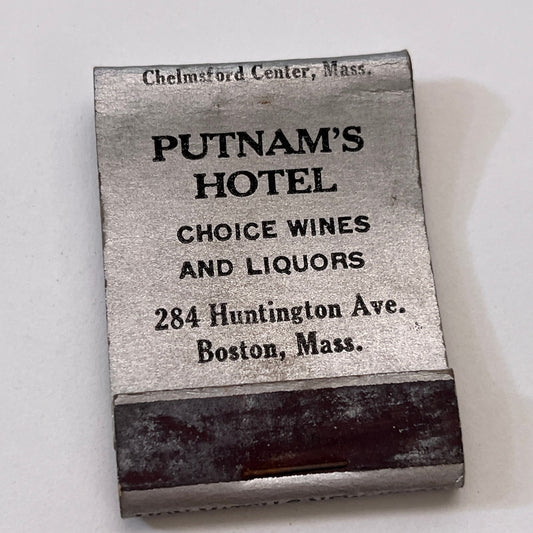 Chelmsford Center, Mass.
PUTNAM'S
HOTEL
CHOICE WINES
AND LIQUORS
284 Huntington Ave.
Boston, Mass.